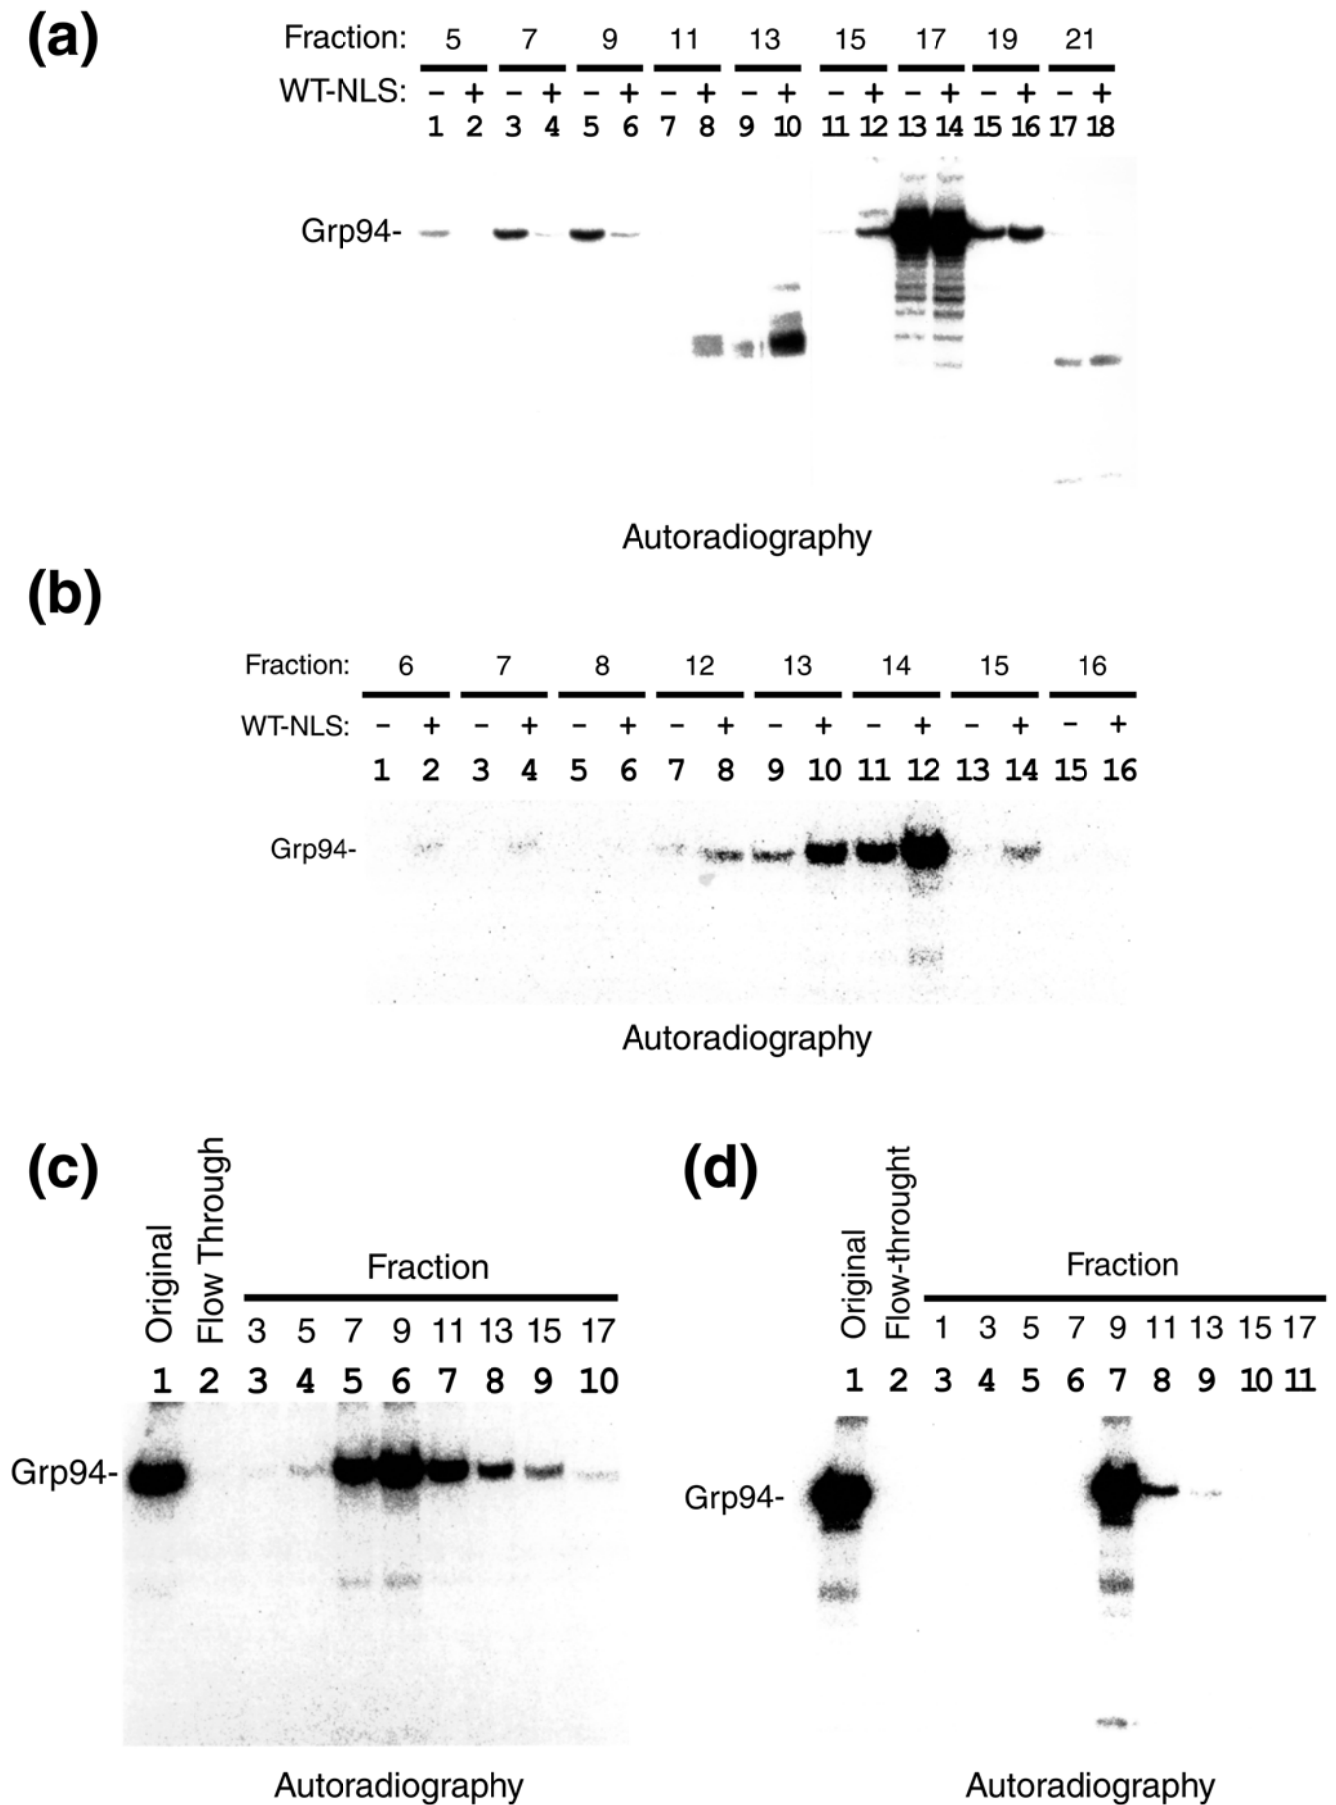 (a)
Fraction: 5 7 9 11 13 15 17 19 21
WT-NLS: − + − + − + − + − + − + − + − + − +
1 2 3 4 5 6 7 8 9 10 11 12 13 14 15 16 17 18
Grp94-
Autoradiography
(b)
Fraction: 6 7 8 12 13 14 15 16
WT-NLS: − + − + − + − + − + − + − + − +
1 2 3 4 5 6 7 8 9 10 11 12 13 14 15 16
Grp94-
Autoradiography
(c)
Original
Flow Through
Fraction
3 5 7 9 11 13 15 17
1 2 3 4 5 6 7 8 9 10
Grp94-
Autoradiography
(d)
Original
Flow-throught
Fraction
1 3 5 7 9 11 13 15 17
1 2 3 4 5 6 7 8 9 10 11
Grp94-
Autoradiography